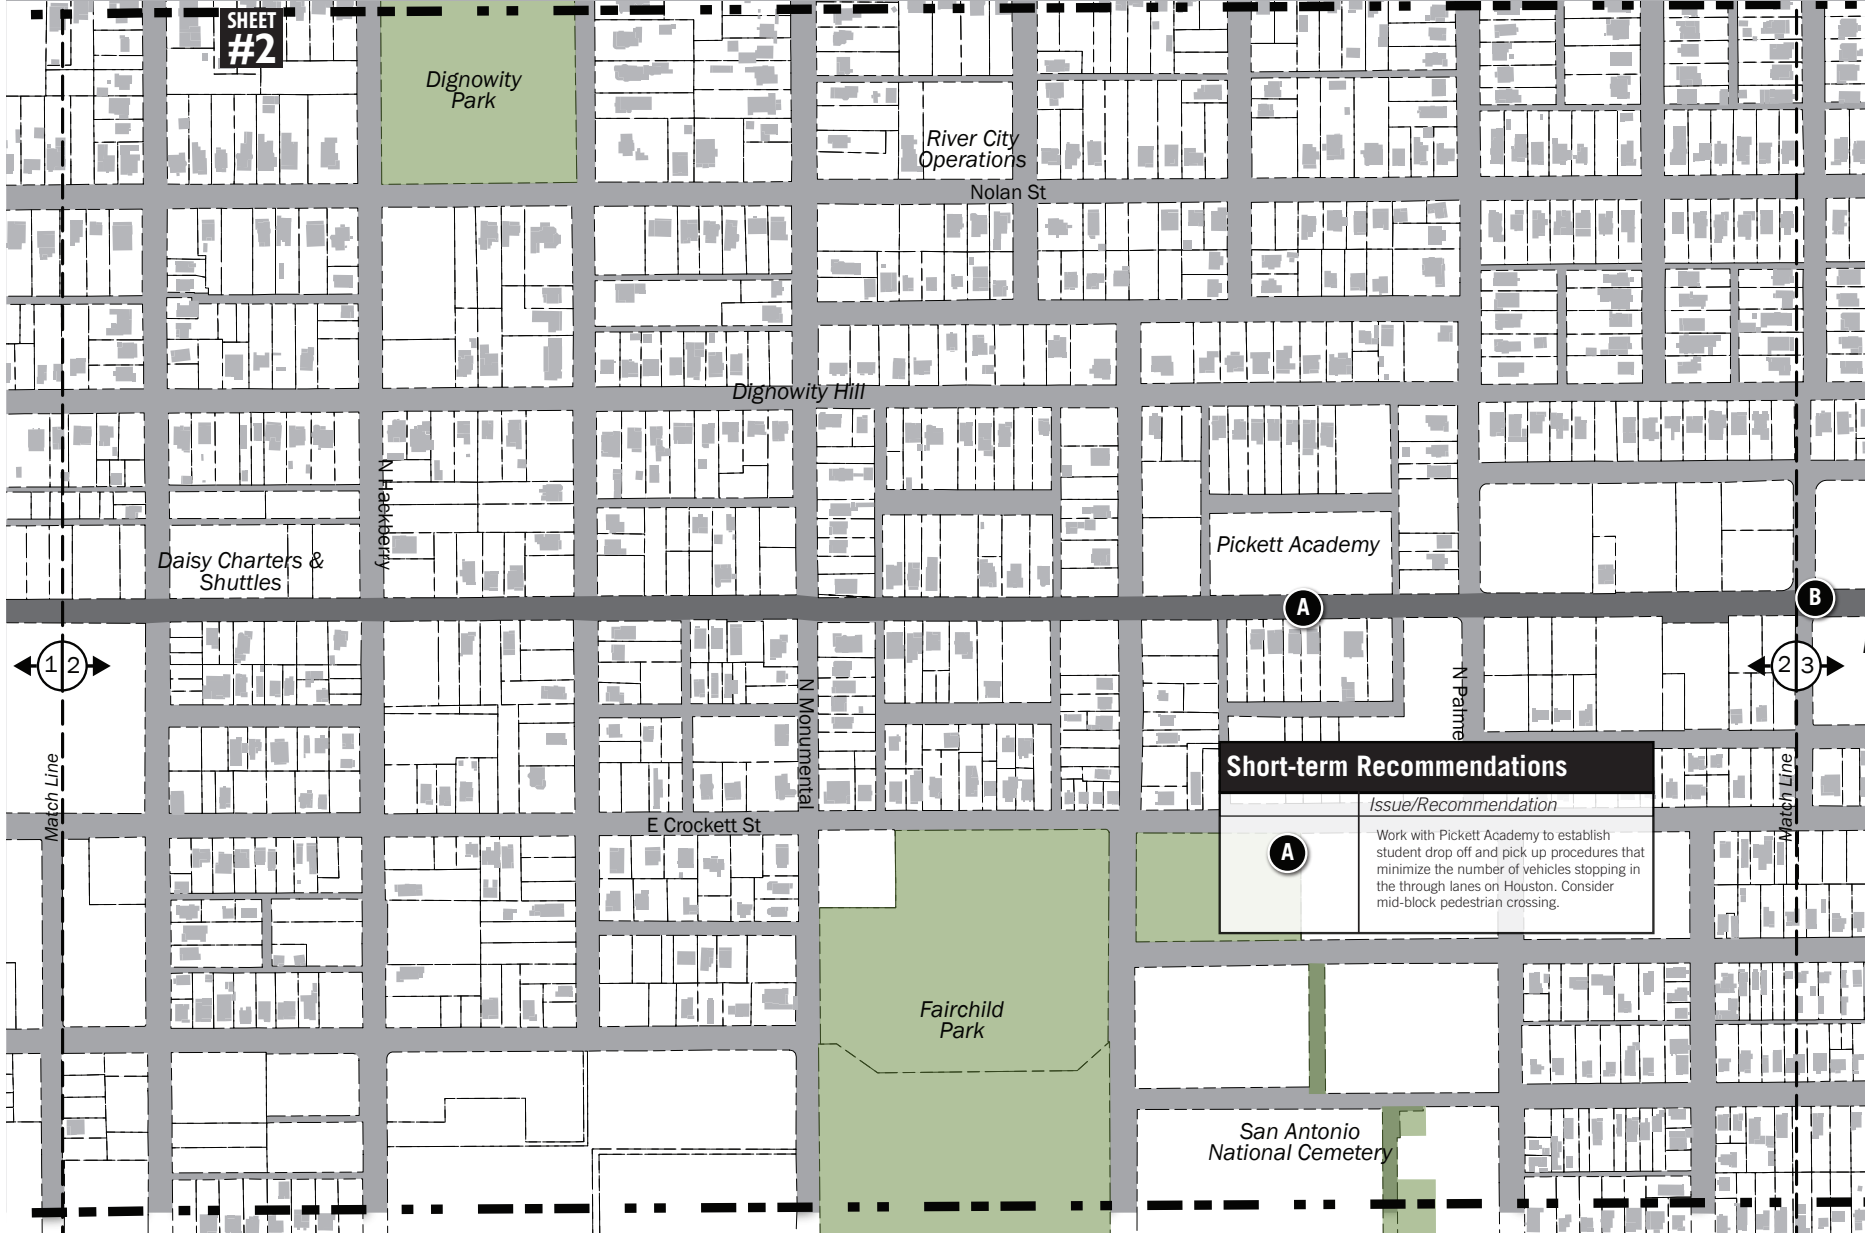 SHEET
#2
Dignowity
Park
River City
Operations
Nolan St
Dignowity Hill
N Hackberry
Daisy Charters &
Shuttles
Pickett Academy
A
B
1 2
2 3
N Palme
N Monumental
Match Line
Match Line
E Crockett St
Short-term Recommendations
Issue/Recommendation
A
Work with Pickett Academy to establish
student drop off and pick up procedures that
minimize the number of vehicles stopping in
the through lanes on Houston. Consider
mid-block pedestrian crossing.
Fairchild
Park
San Antonio
National Cemetery